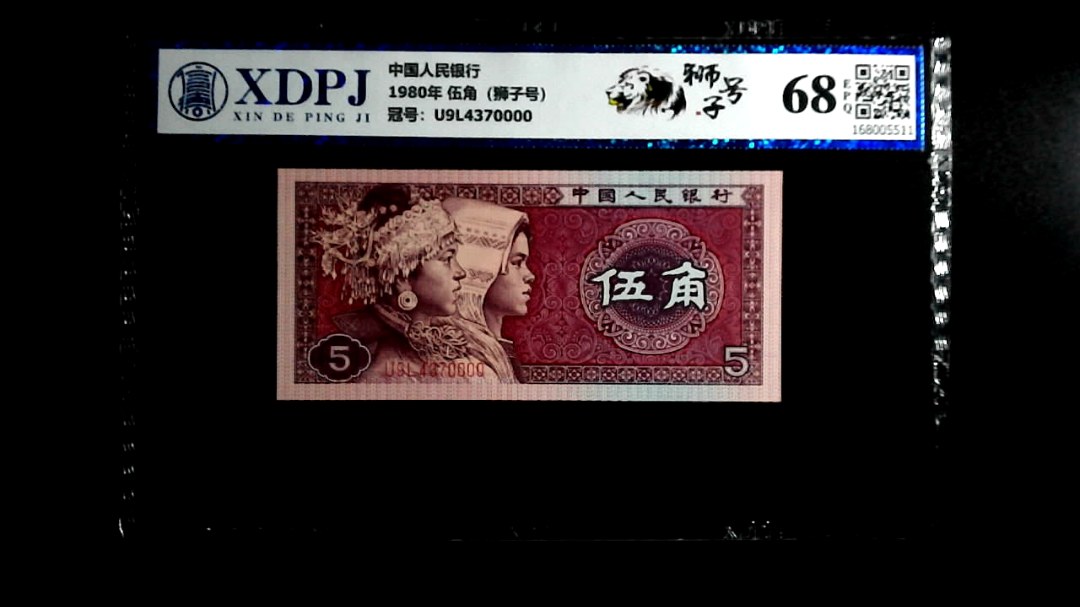 XDPJ
XIN DE PING JI
中国人民银行
1980年 伍角（狮子号）
冠号：U9L4370000
狮子号
68
EPQ
168005511
中国人民银行
伍角
5
U9L4370000
5